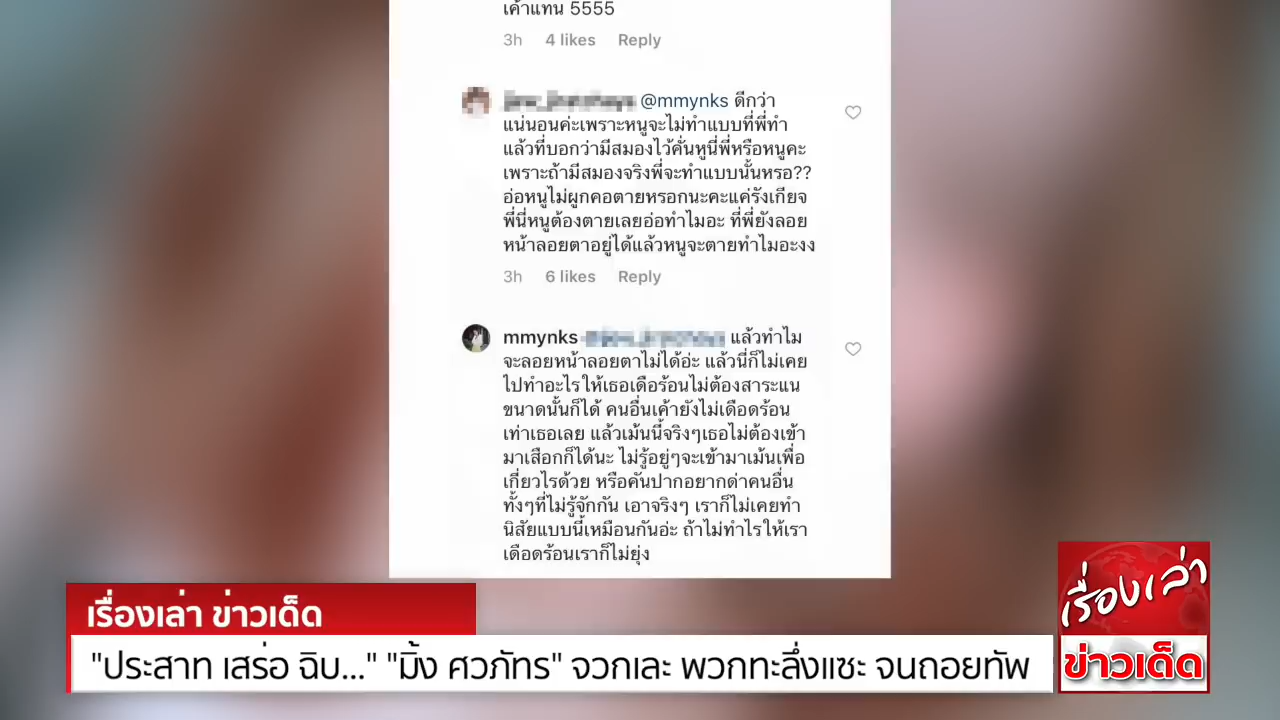 เค้าแทน 5555
3h 4 likes Reply
@mmynks ดีกว่า
แน่นอนค่ะเพราะหนูจะไม่ทำแบบที่พี่ทำ
แล้วที่บอกว่ามีสมองไว้คั่นหูนี่พี่หรือหนูคะ
เพราะถ้ามีสมองจริงพี่จะทำแบบนั้นหรอ??
อ่อหนูไม่ผูกคอตายหรอกนะคะแค่รังเกียจ
พี่นี่หนูต้องตายเลยอ่อทำไมอะ ที่พี่ยังลอย
หน้าลอยตาอยู่ได้แล้วหนูจะตายทำไมอะงง
3h 6 likes Reply
mmynks แล้วทำไม
จะลอยหน้าลอยตาไม่ได้อ่ะ แล้วนี่ก็ไม่เคย
ไปทำอะไรให้เธอเดือร้อนไม่ต้องสาระแน
ขนาดนั้นก็ได้ คนอื่นเค้ายังไม่เดือดร้อน
เท่าเธอเลย แล้วเม้นนี้จริงๆเธอไม่ต้องเข้า
มาเสือกก็ได้นะ ไม่รู้อยู่ๆจะเข้ามาเม้นเพื่อ
เกี่ยวไรด้วย หรือคันปากอยากด่าคนอื่น
ทั้งๆที่ไม่รู้จักกัน เอาจริงๆ เราก็ไม่เคยทำ
นิสัยแบบนี้เหมือนกันอ่ะ ถ้าไม่ทำไรให้เรา
เดือดร้อนเราก็ไม่ยุ่ง
เรื่องเล่า ข่าวเด็ด
"ประสาท เสร่อ ฉิบ..." "มิ้ง ศวภัทร" จวกเละ พวกทะลึ่งแซะ จนถอยทัพ
เรื่องเล่า
ข่าวเด็ด